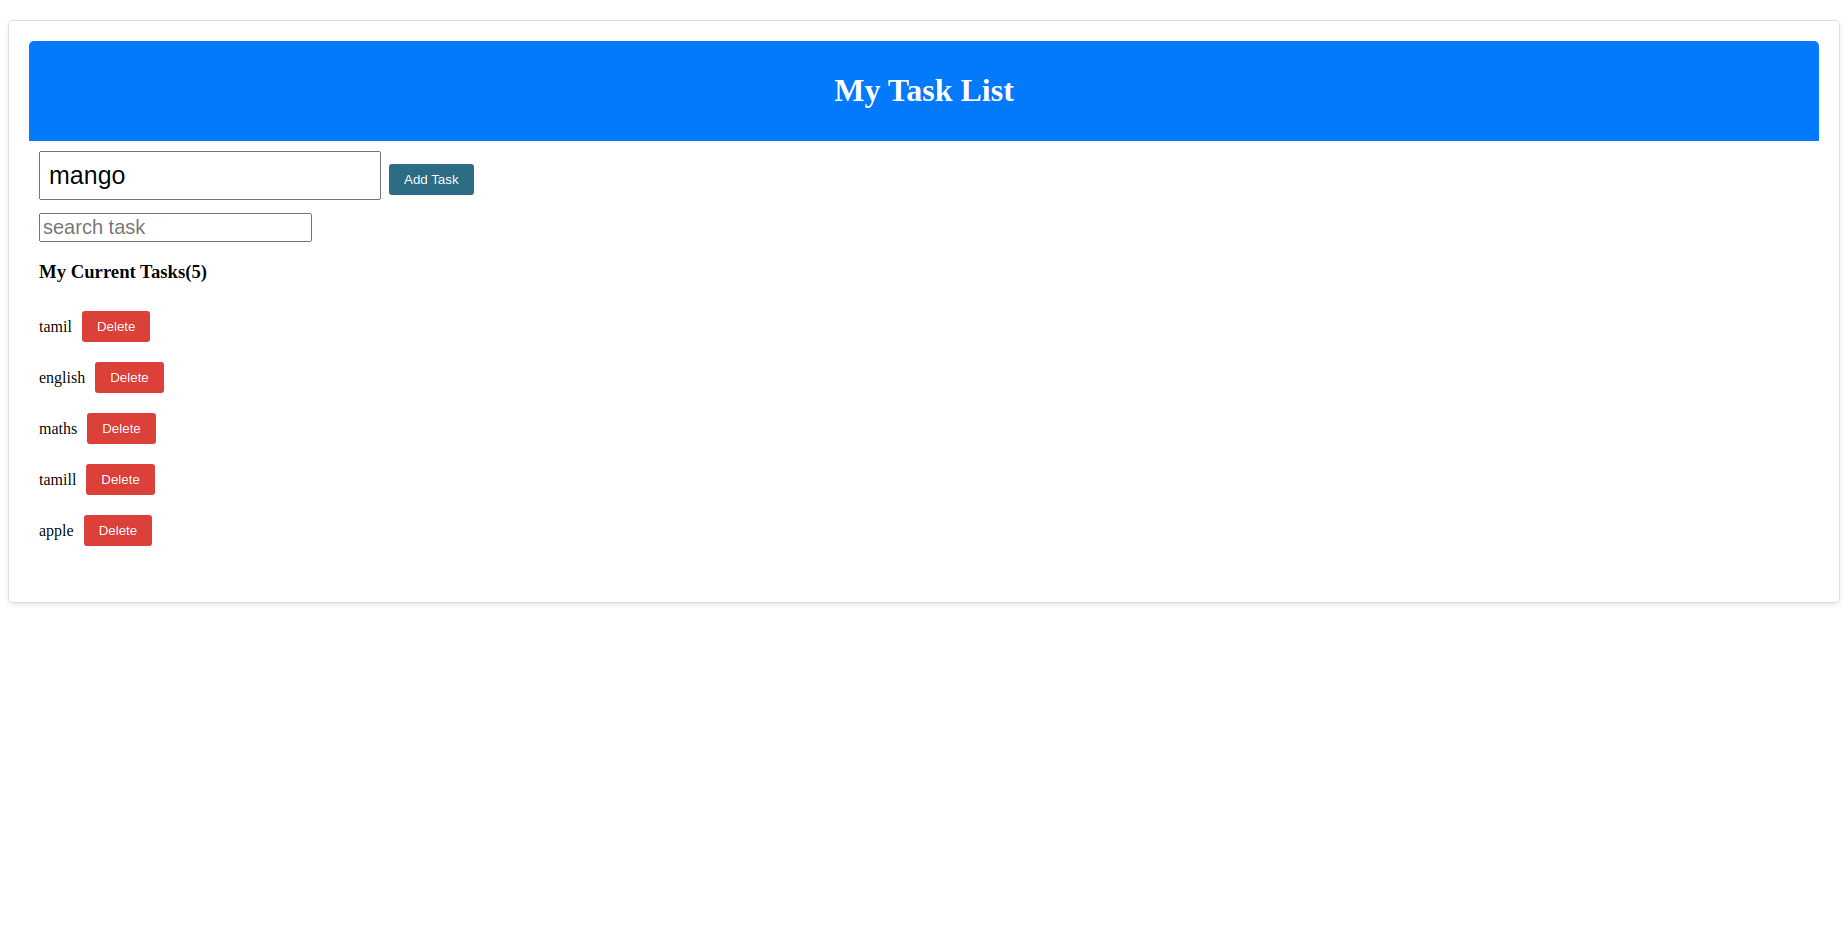 My Task List
mango Add Task
search task
My Current Tasks(5)
tamil Delete
english Delete
maths Delete
tamill Delete
apple Delete